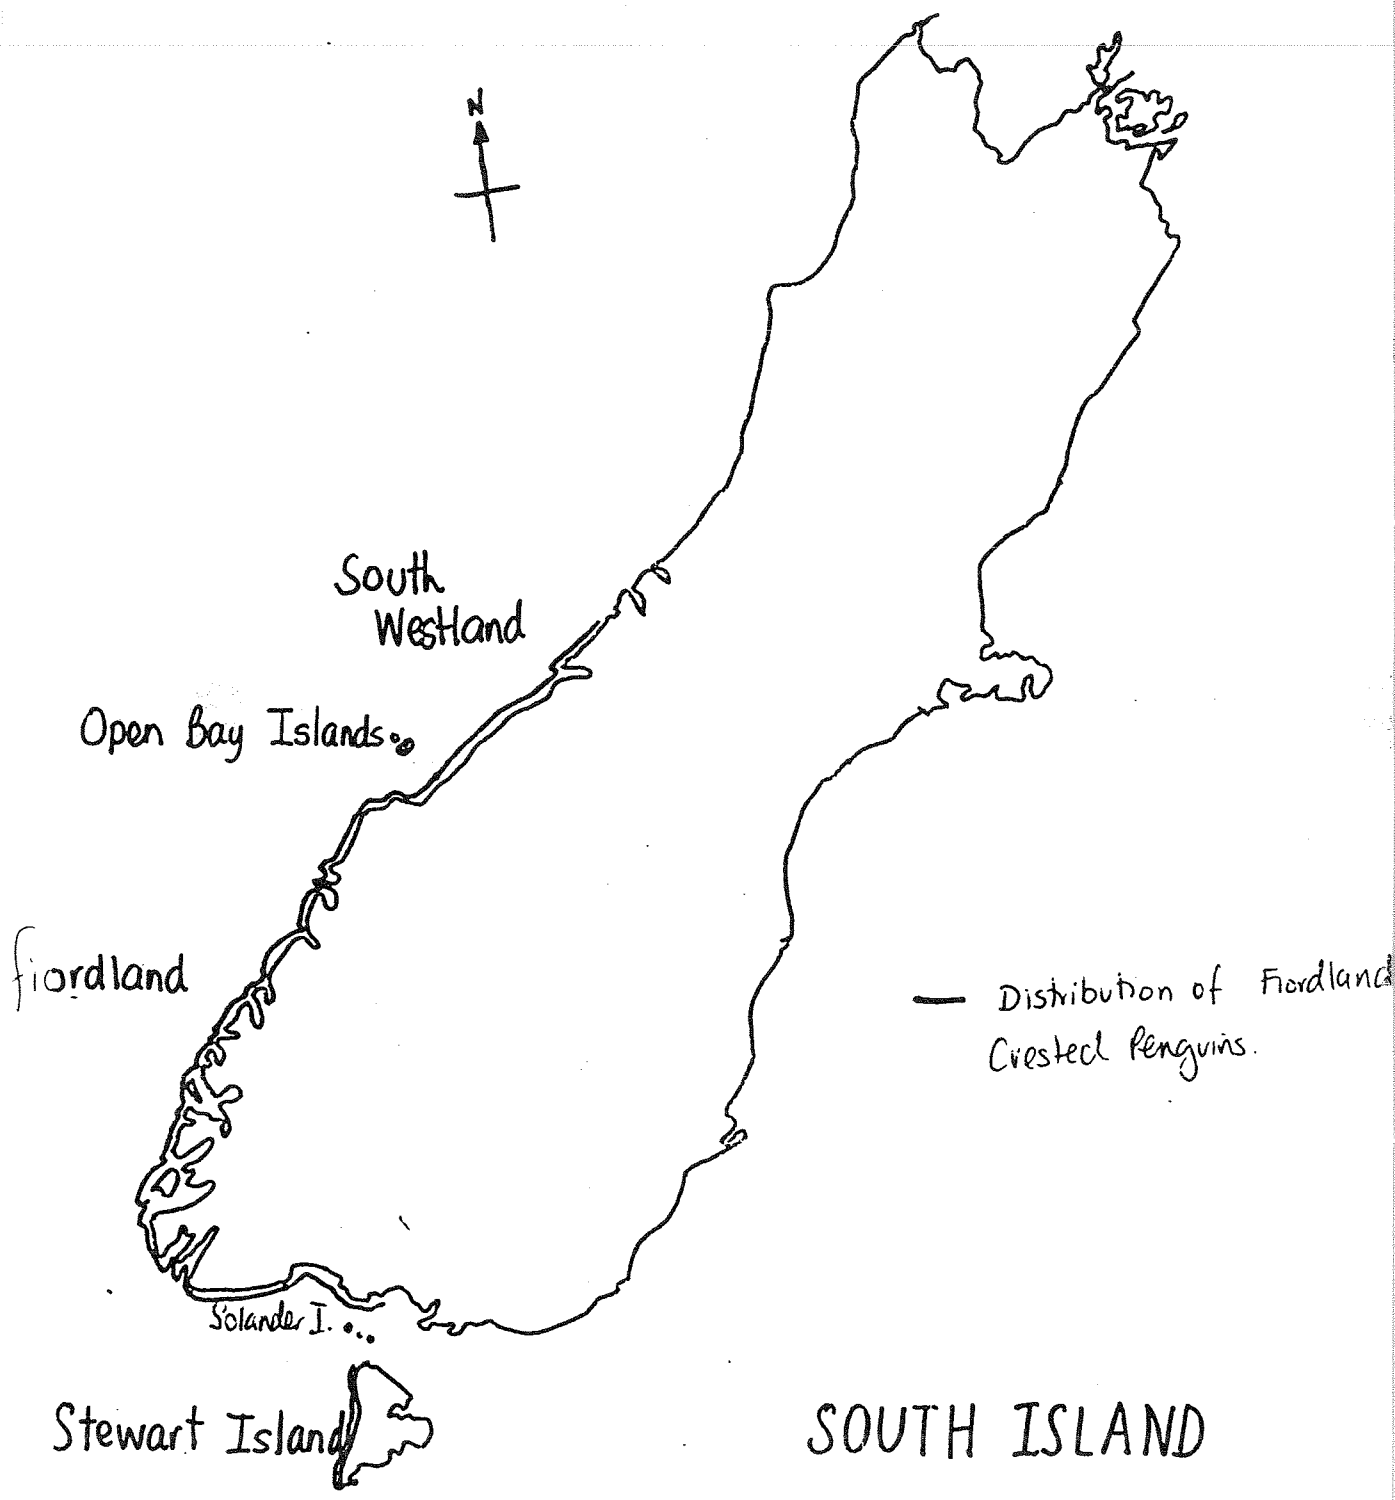 N
South
Westland
Open Bay Islands
fiordland
Distribution of Fiordland
Crested Penguins.
Solander I.
Stewart Island
SOUTH ISLAND